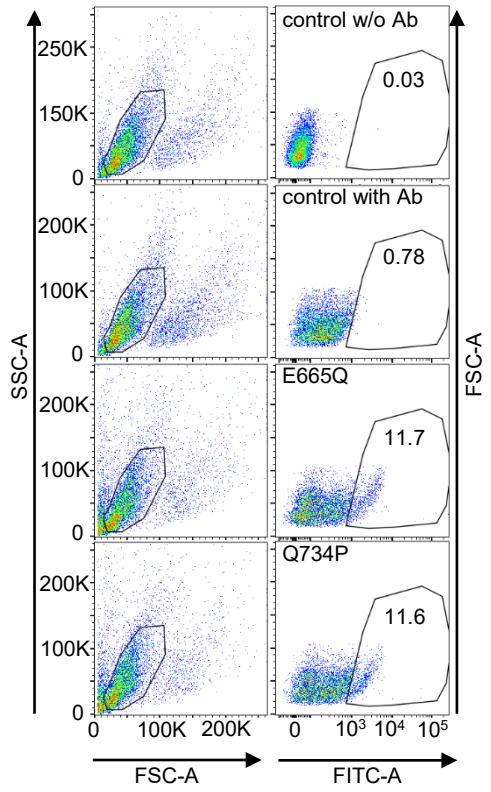 control w/o Ab
250K
150K
0
0.03
control with Ab
200K
100K
0
0.78
E665Q
200K
100K
0
11.7
Q734P
200K
100K
0
11.6
0 100K 200K
0 10³ 10⁴ 10⁵
SSC-A
FSC-A
FSC-A
FITC-A